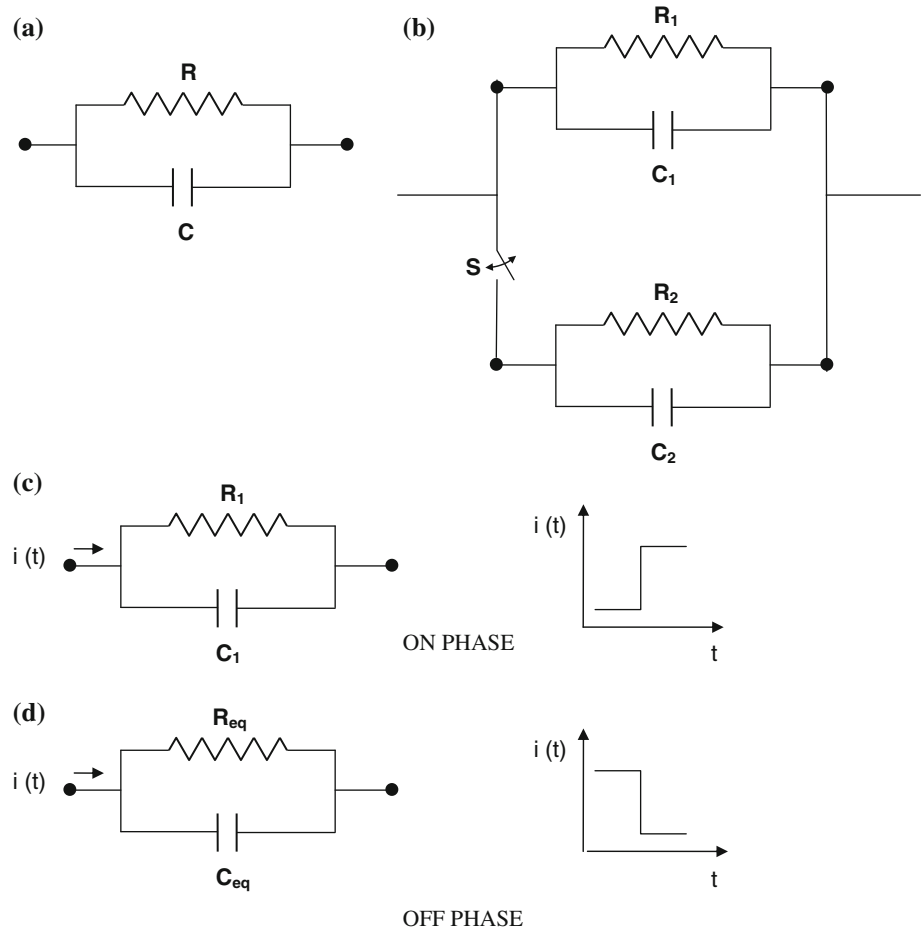 (a)
R
C
(b)
R₁
C₁
S
R₂
C₂
(c)
R₁
i (t)
C₁
ON PHASE
i (t)
t
(d)
Req
i (t)
Ceq
OFF PHASE
i (t)
t